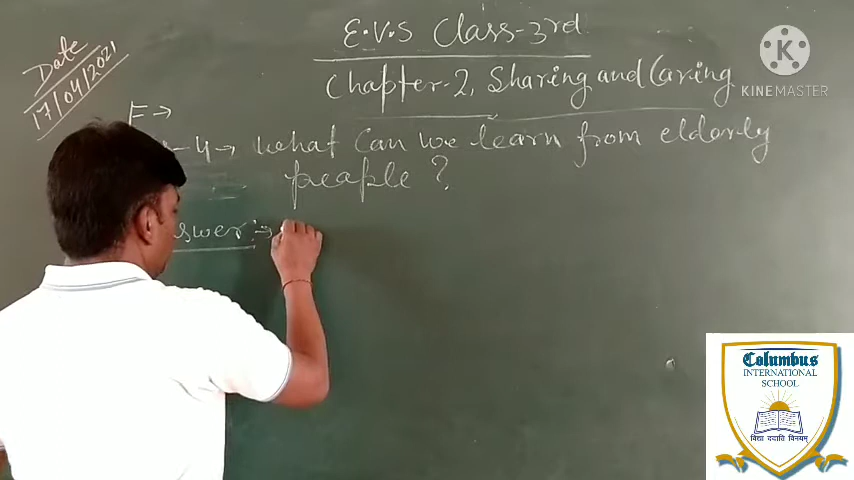 Date
17/04/2021
E.V.S Class-3rd
Chapter-2, Sharing and Caring
F→
-4→ what can we learn from elderly
people ?
swer:→
K
KINEMASTER
Columbus
INTERNATIONAL
SCHOOL
विद्या ददाति विनयम्